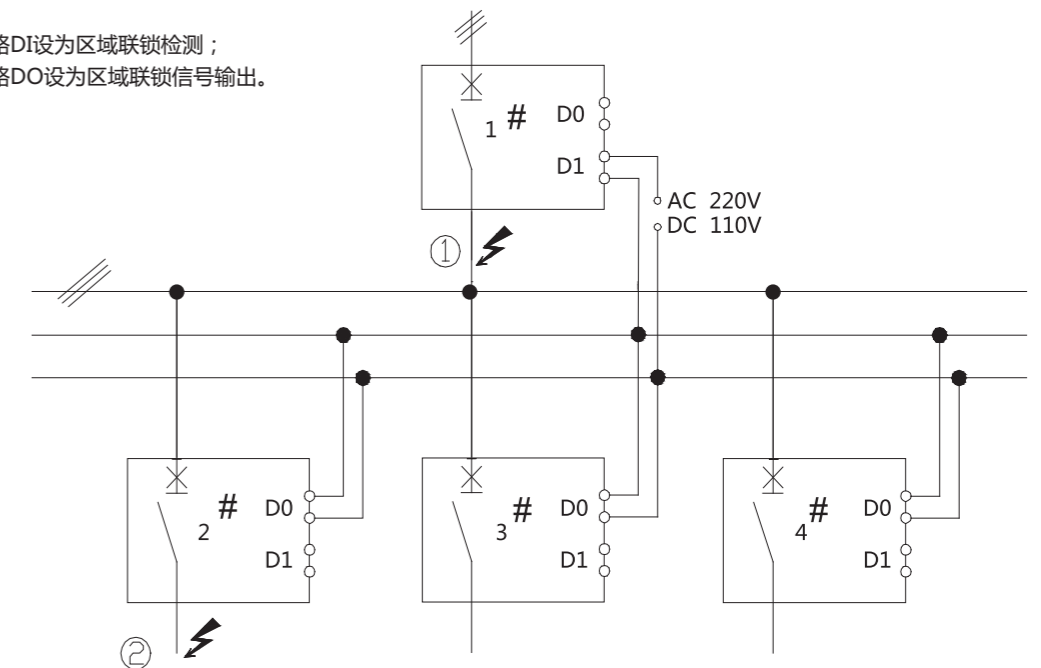 路DI设为区域联锁检测；
路DO设为区域联锁信号输出。
1 #
D0
D1
AC 220V
DC 110V
①
2 #
D0
D1
3 #
D0
D1
4 #
D0
D1
②